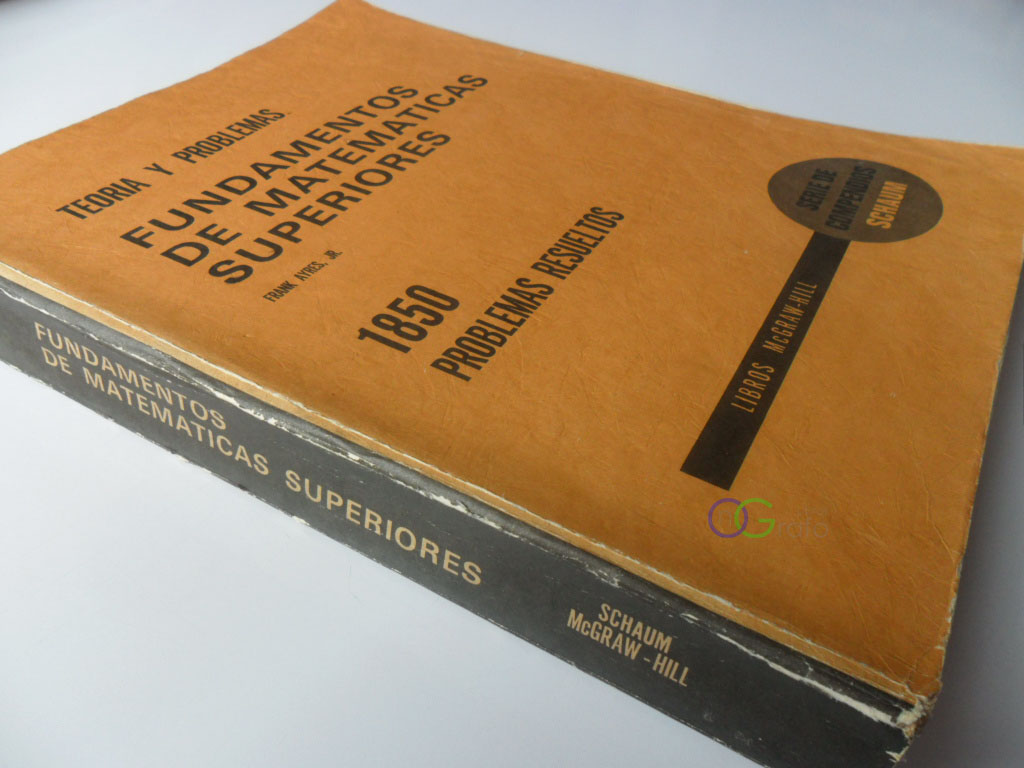 TEORIA Y PROBLEMAS
FUNDAMENTOS
DE MATEMATICAS
SUPERIORES
FRANK AYRES, JR.
1850
PROBLEMAS RESUELTOS
SERIE DE
COMPENDIOS
SCHAUM
LIBROS McGRAW-HILL
FUNDAMENTOS
DE MATEMATICAS SUPERIORES
SCHAUM
McGRAW - HILL